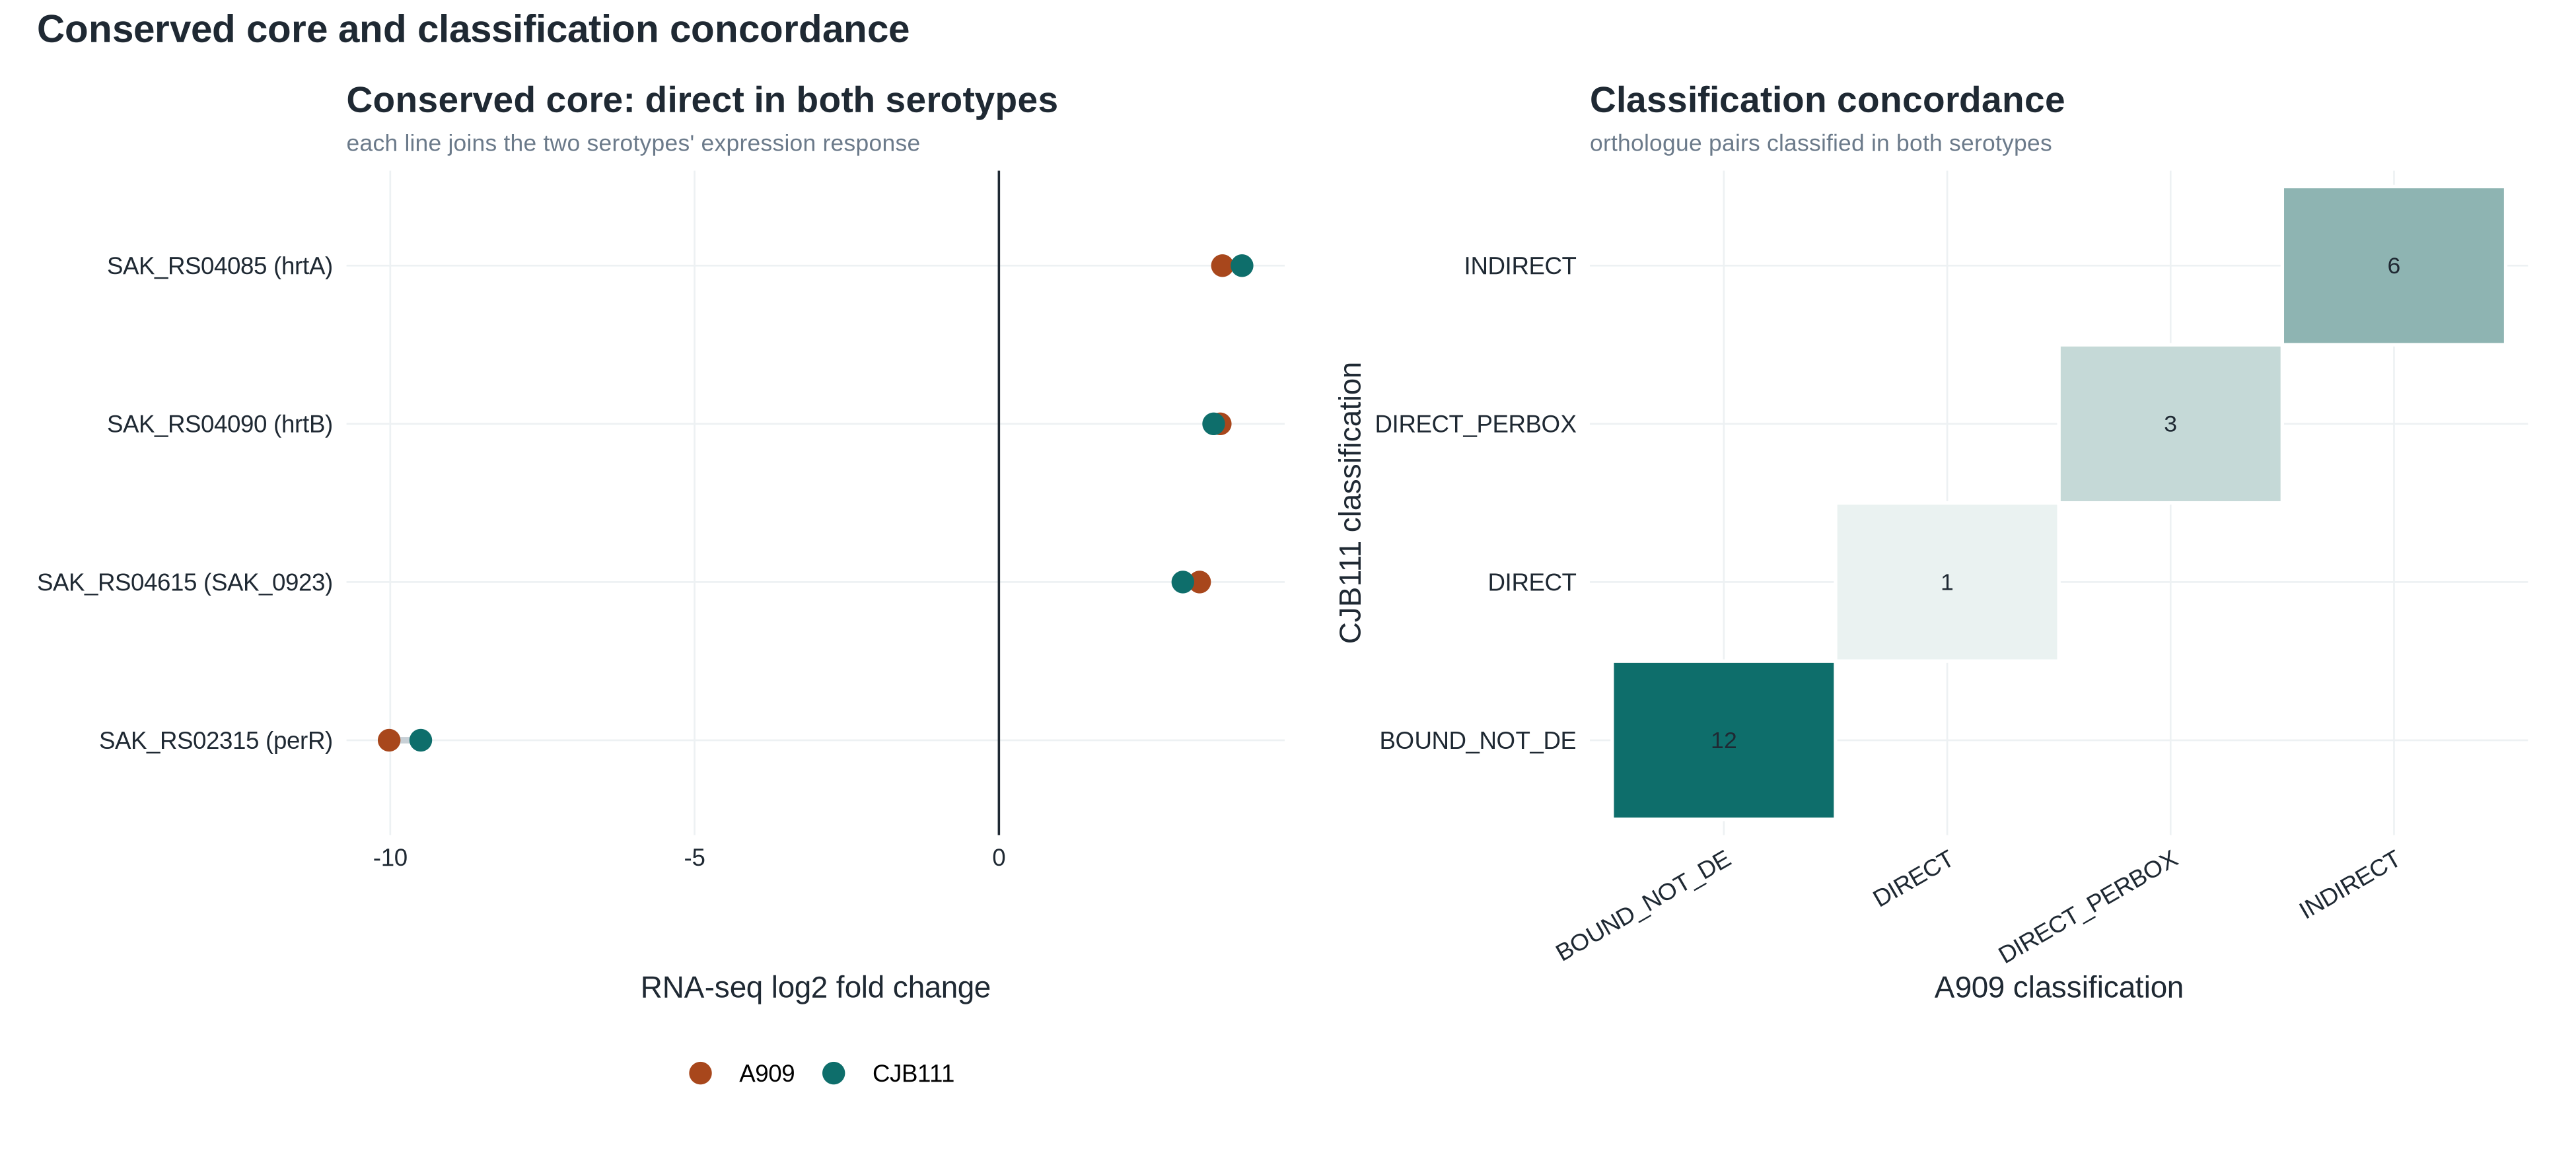 Conserved core and classification concordance
Conserved core: direct in both serotypes
each line joins the two serotypes' expression response
SAK_RS04085 (hrtA)
SAK_RS04090 (hrtB)
SAK_RS04615 (SAK_0923)
SAK_RS02315 (perR)
-10
-5
0
RNA-seq log2 fold change
A909
CJB111
Classification concordance
orthologue pairs classified in both serotypes
CJB111 classification
INDIRECT
DIRECT_PERBOX
DIRECT
BOUND_NOT_DE
6
3
1
12
BOUND_NOT_DE
DIRECT
DIRECT_PERBOX
INDIRECT
A909 classification